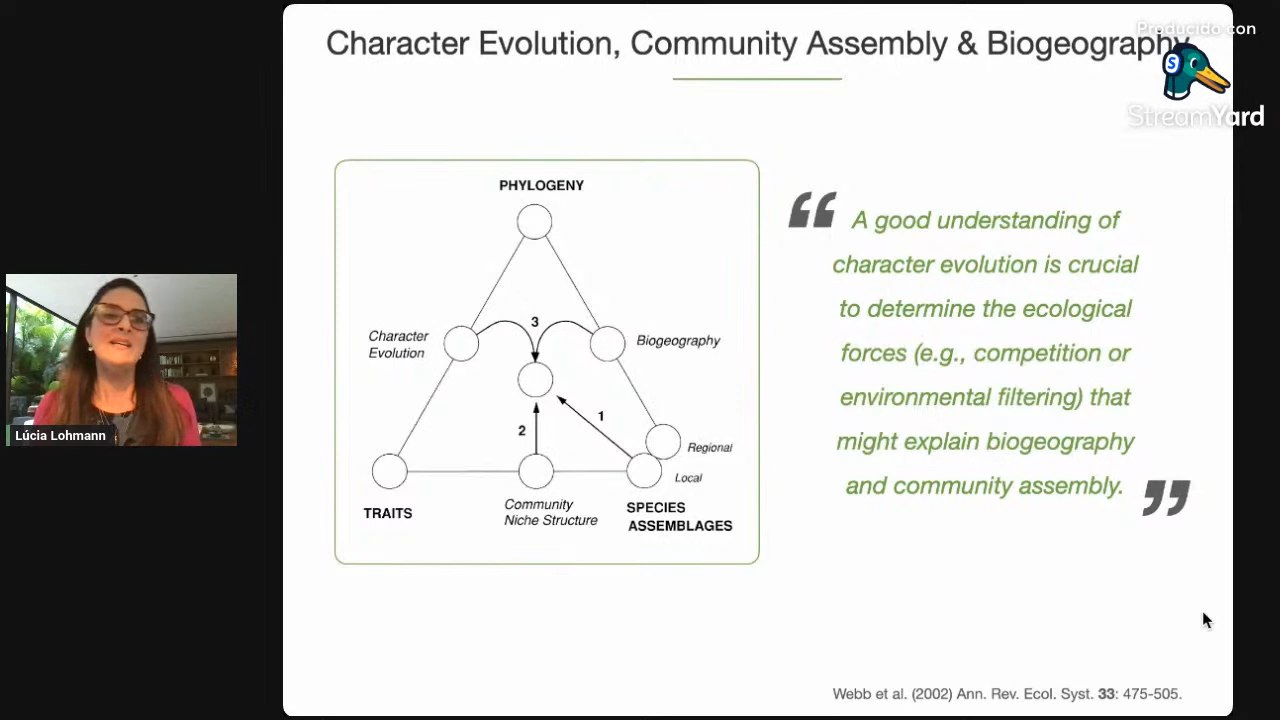 Character Evolution, Community Assembly & Biogeography
Producido con
StreamYard
PHYLOGENY
3
Character
Evolution
Biogeography
1
2
Regional
Local
TRAITS
Community
Niche Structure
SPECIES
ASSEMBLAGES
“ A good understanding of
character evolution is crucial
to determine the ecological
forces (e.g., competition or
environmental filtering) that
might explain biogeography
and community assembly. ”
Lúcia Lohmann
Webb et al. (2002) Ann. Rev. Ecol. Syst. 33: 475-505.